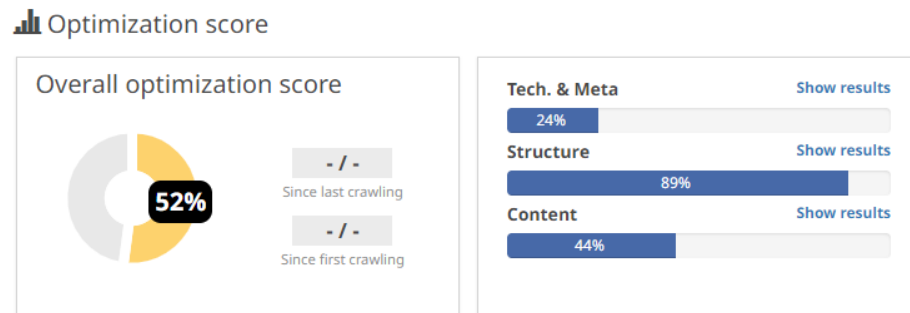 Optimization score
Overall optimization score
52%
- / -
Since last crawling
- / -
Since first crawling
Tech. & Meta Show results
24%
Structure Show results
89%
Content Show results
44%